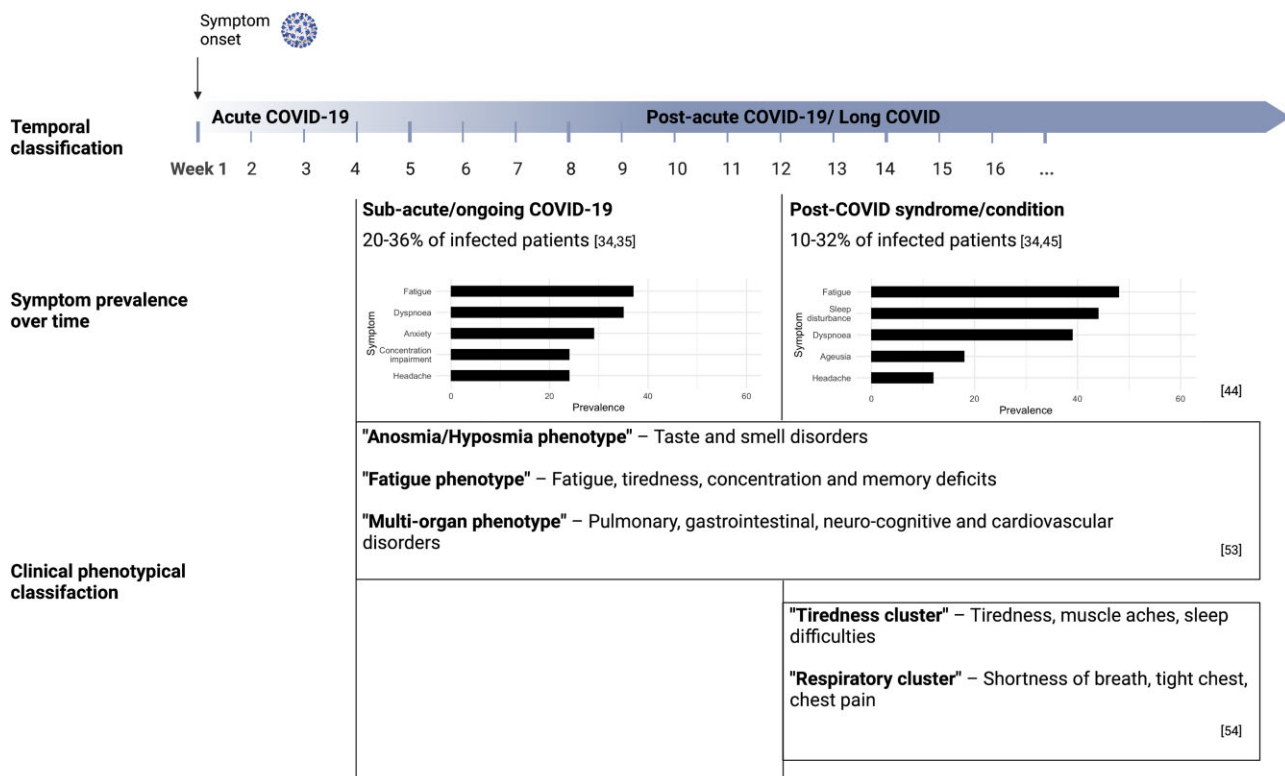 Symptom
onset
Temporal
classification
Acute COVID-19
Post-acute COVID-19/ Long COVID
Week 1 2 3 4 5 6 7 8 9 10 11 12 13 14 15 16 ...
Symptom prevalence
over time
Sub-acute/ongoing COVID-19
20-36% of infected patients [34,35]
Symptom
Fatigue
Dyspnoea
Anxiety
Concentration
impairment
Headache
0 20 40 60
Prevalence
Post-COVID syndrome/condition
10-32% of infected patients [34,45]
Symptom
Fatigue
Sleep
disturbance
Dyspnoea
Ageusia
Headache
0 20 40 60
Prevalence
[44]
Clinical phenotypical
classifaction
"Anosmia/Hyposmia phenotype" – Taste and smell disorders
"Fatigue phenotype" – Fatigue, tiredness, concentration and memory deficits
"Multi-organ phenotype" – Pulmonary, gastrointestinal, neuro-cognitive and cardiovascular
disorders
[53]
"Tiredness cluster" – Tiredness, muscle aches, sleep
difficulties
"Respiratory cluster" – Shortness of breath, tight chest,
chest pain
[54]